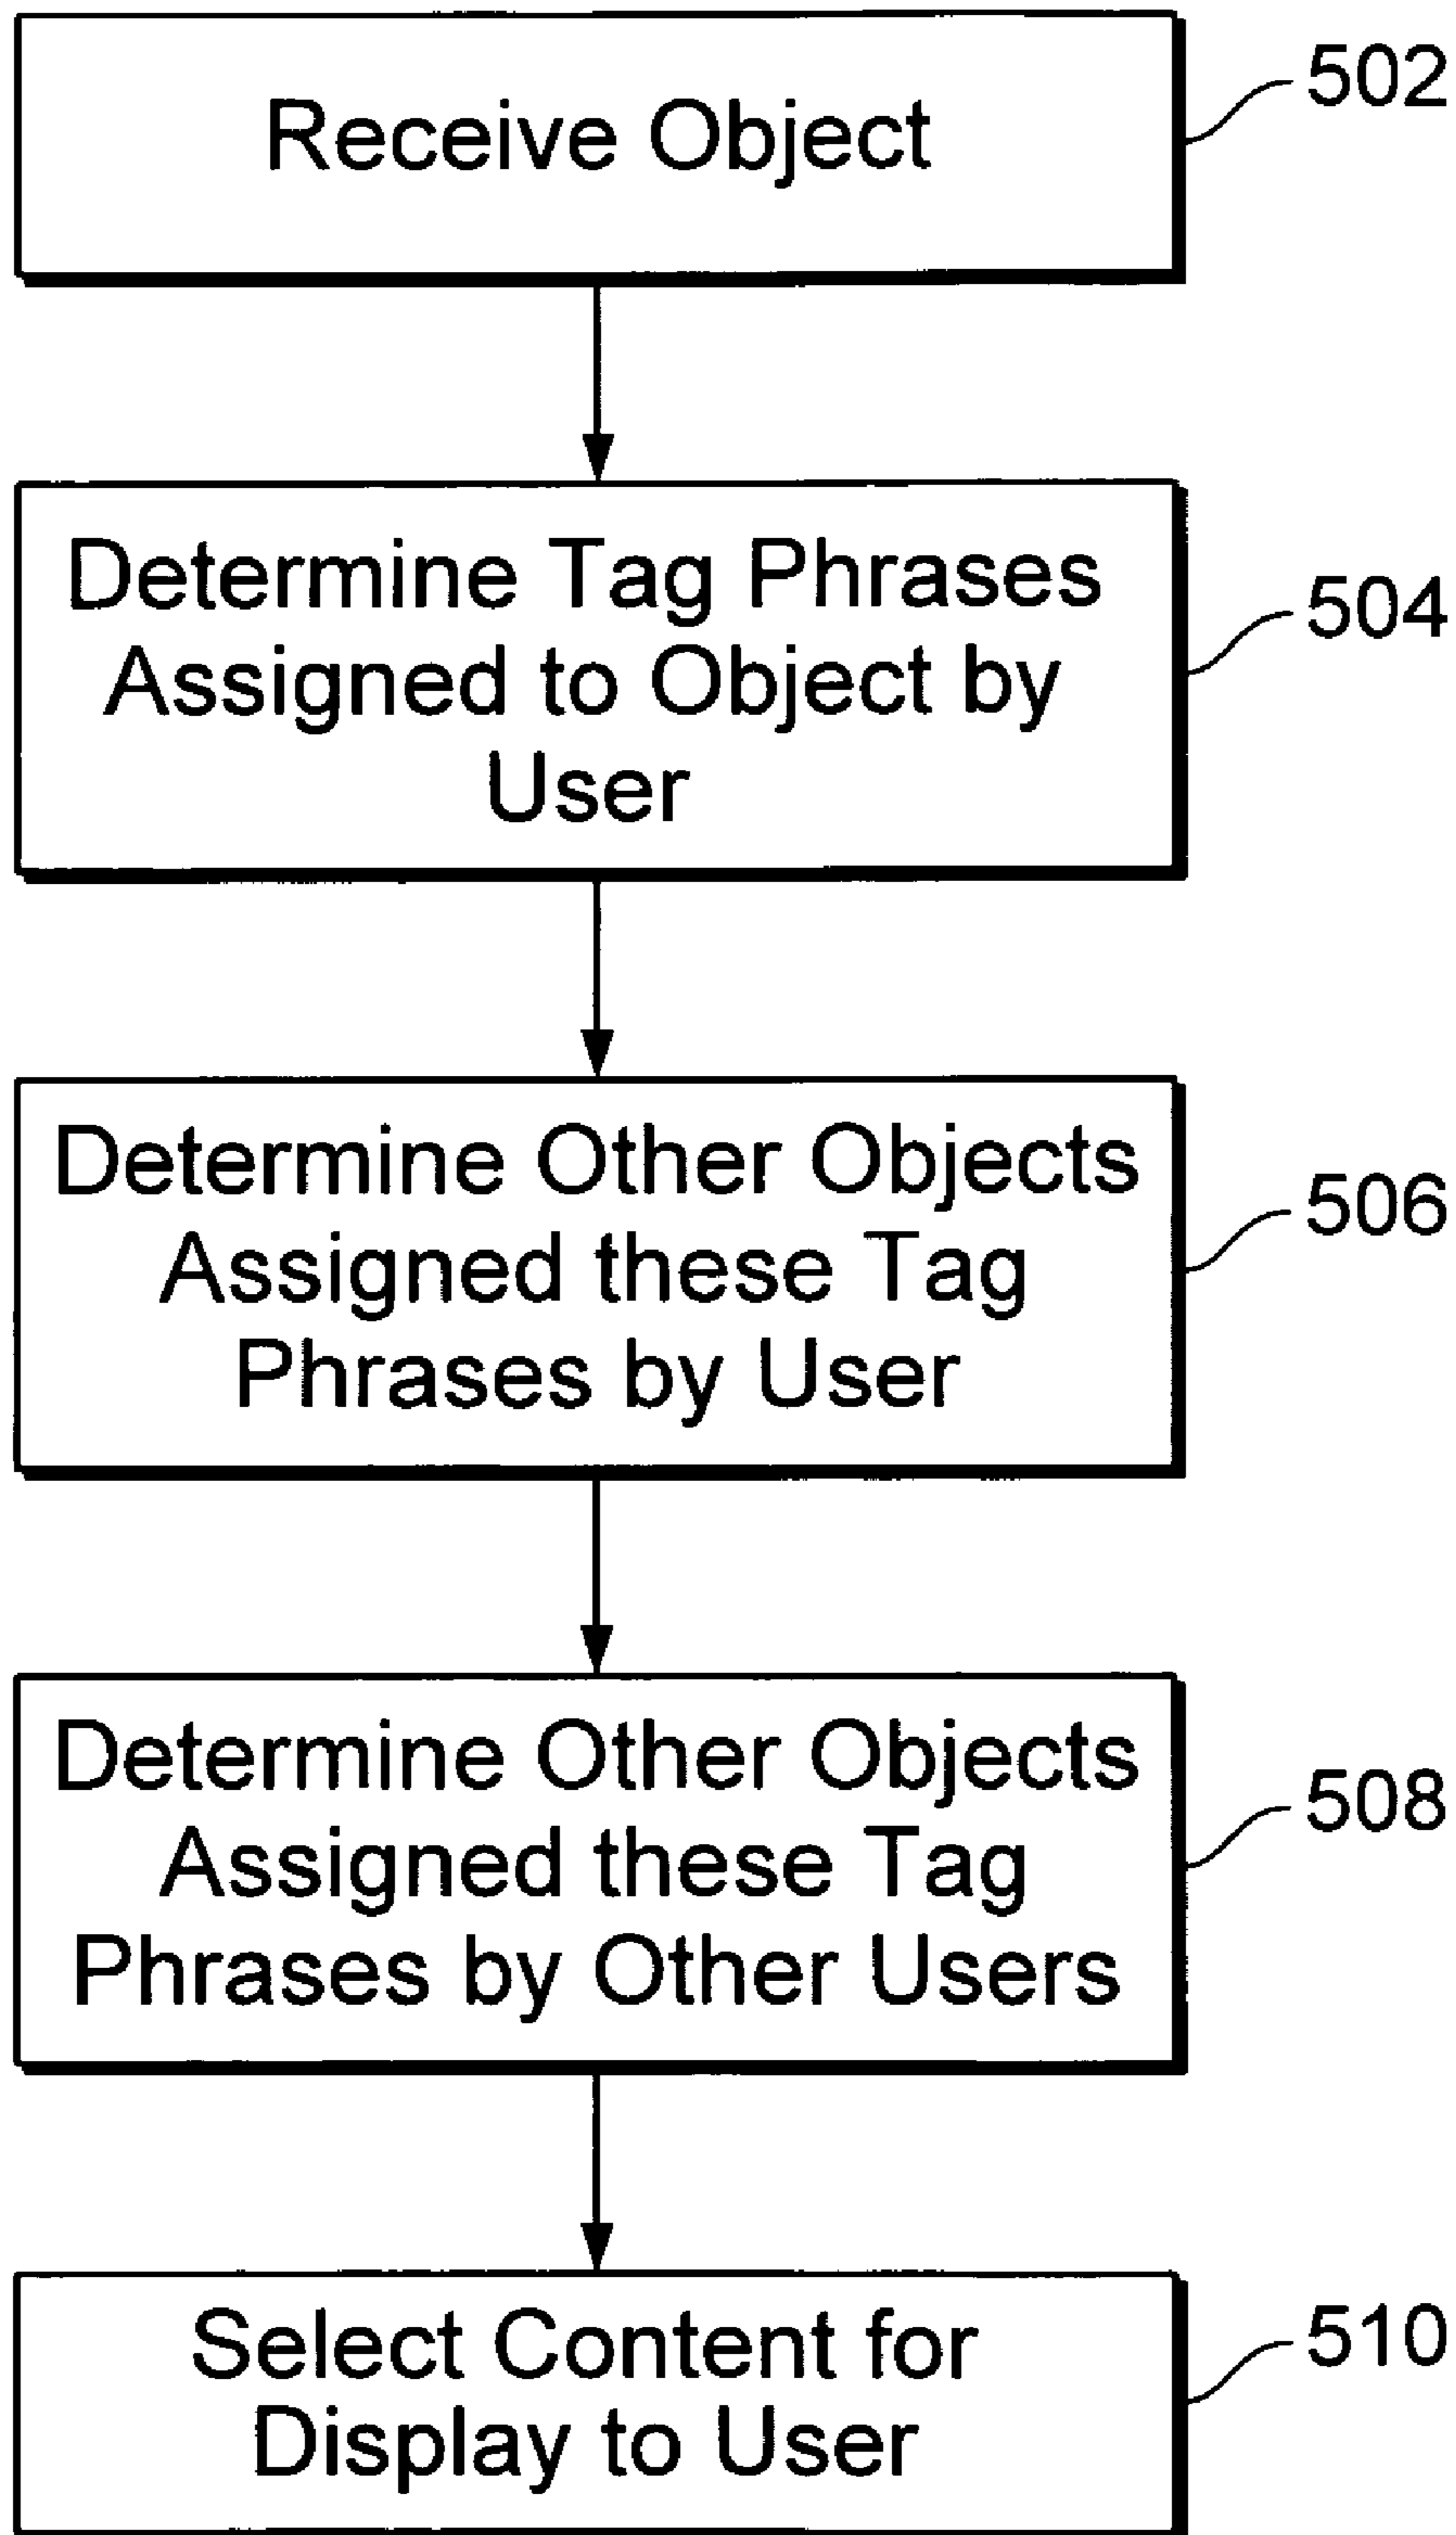 Receive Object
502
Determine Tag Phrases
Assigned to Object by
User
504
Determine Other Objects
Assigned these Tag
Phrases by User
506
Determine Other Objects
Assigned these Tag
Phrases by Other Users
508
Select Content for
Display to User
510